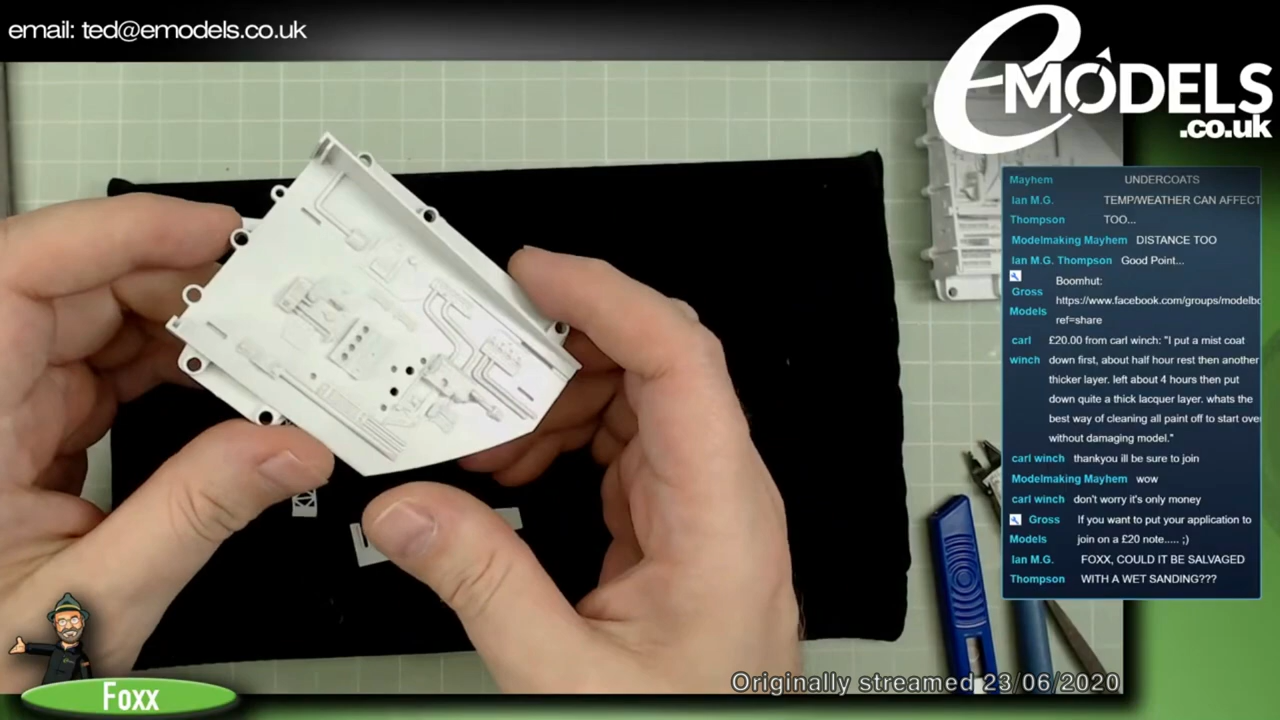 email: ted@emodels.co.uk
eMODELS
.co.uk
Mayhem UNDERCOATS
Ian M.G. TEMP/WEATHER CAN AFFECT
Thompson TOO...
Modelmaking Mayhem DISTANCE TOO
Ian M.G. Thompson Good Point...
Gross Boomhut:
https://www.facebook.com/groups/modelbo
Models ref=share
carl £20.00 from carl winch: "I put a mist coat
winch down first, about half hour rest then another
thicker layer. left about 4 hours then put
down quite a thick lacquer layer. whats the
best way of cleaning all paint off to start ove
without damaging model."
carl winch thankyou ill be sure to join
Modelmaking Mayhem wow
carl winch don't worry it's only money
Gross If you want to put your application to
Models join on a £20 note..... ;)
Ian M.G. FOXX, COULD IT BE SALVAGED
Thompson WITH A WET SANDING???
Originally streamed 23/06/2020
Foxx